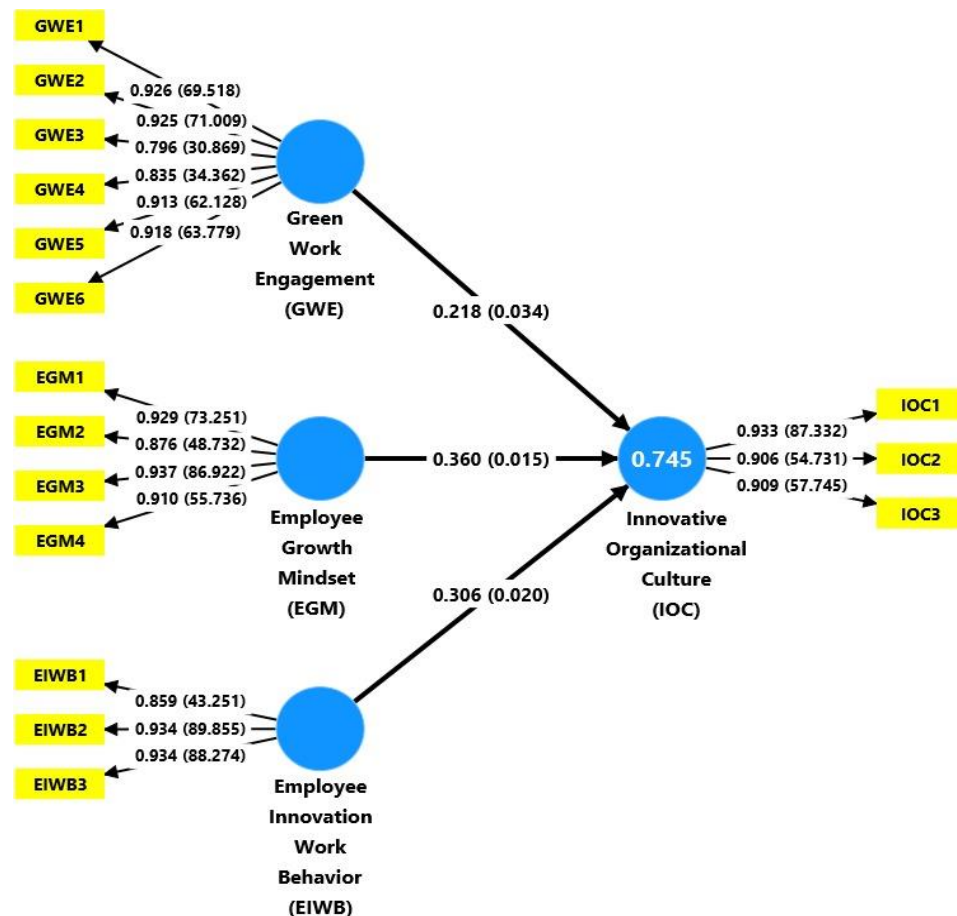 GWE1
GWE2
GWE3
GWE4
GWE5
GWE6
0.926 (69.518)
0.925 (71.009)
0.796 (30.869)
0.835 (34.362)
0.913 (62.128)
0.918 (63.779)
Green
Work
Engagement
(GWE)
0.218 (0.034)
EGM1
EGM2
EGM3
EGM4
0.929 (73.251)
0.876 (48.732)
0.937 (86.922)
0.910 (55.736)
Employee
Growth
Mindset
(EGM)
0.360 (0.015)
0.745
Innovative
Organizational
Culture
(IOC)
0.933 (87.332)
0.906 (54.731)
0.909 (57.745)
IOC1
IOC2
IOC3
0.306 (0.020)
EIWB1
EIWB2
EIWB3
0.859 (43.251)
0.934 (89.855)
0.934 (88.274)
Employee
Innovation
Work
Behavior
(EIWB)